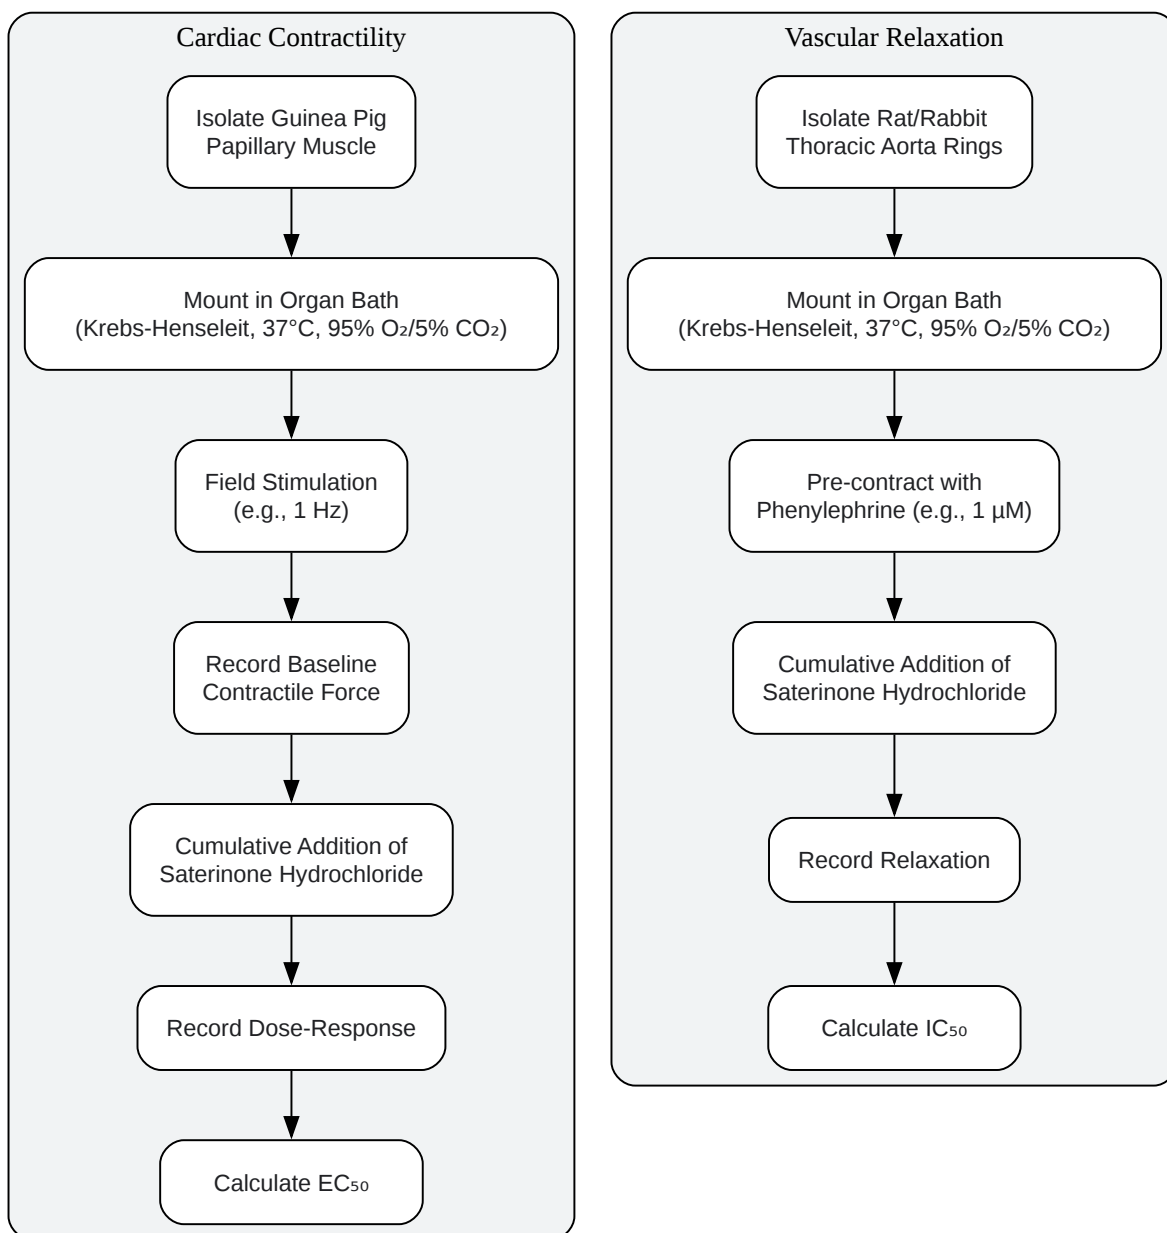 Cardiac Contractility
Isolate Guinea Pig
Papillary Muscle
Mount in Organ Bath
(Krebs-Henseleit, 37°C, 95% O₂/5% CO₂)
Field Stimulation
(e.g., 1 Hz)
Record Baseline
Contractile Force
Cumulative Addition of
Saterinone Hydrochloride
Record Dose-Response
Calculate EC₅₀
Vascular Relaxation
Isolate Rat/Rabbit
Thoracic Aorta Rings
Mount in Organ Bath
(Krebs-Henseleit, 37°C, 95% O₂/5% CO₂)
Pre-contract with
Phenylephrine (e.g., 1 µM)
Cumulative Addition of
Saterinone Hydrochloride
Record Relaxation
Calculate IC₅₀